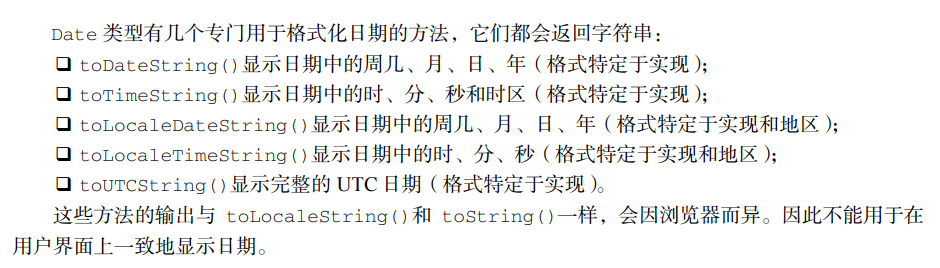 Date 类型有几个专门用于格式化日期的方法，它们都会返回字符串：
❑ toDateString()显示日期中的周几、月、日、年（格式特定于实现）；
❑ toTimeString()显示日期中的时、分、秒和时区（格式特定于实现）；
❑ toLocaleDateString()显示日期中的周几、月、日、年（格式特定于实现和地区）；
❑ toLocaleTimeString()显示日期中的时、分、秒（格式特定于实现和地区）；
❑ toUTCString()显示完整的 UTC 日期（格式特定于实现）。
这些方法的输出与 toLocaleString()和 toString()一样，会因浏览器而异。因此不能用于在
用户界面上一致地显示日期。